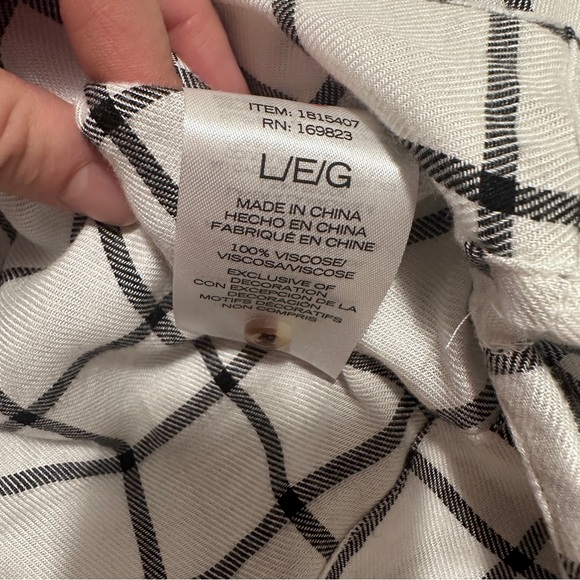 ITEM: 1815407
RN: 169823
L/E/G
MADE IN CHINA
HECHO EN CHINA
FABRIQUÉ EN CHINE
100% VISCOSE/
VISCOSA/VISCOSE
EXCLUSIVE OF
DECORATION
CON EXCEPCIÓN DE LA
DECORACIÓN
MOTIFS DÉCORATIFS
NON COMPRIS